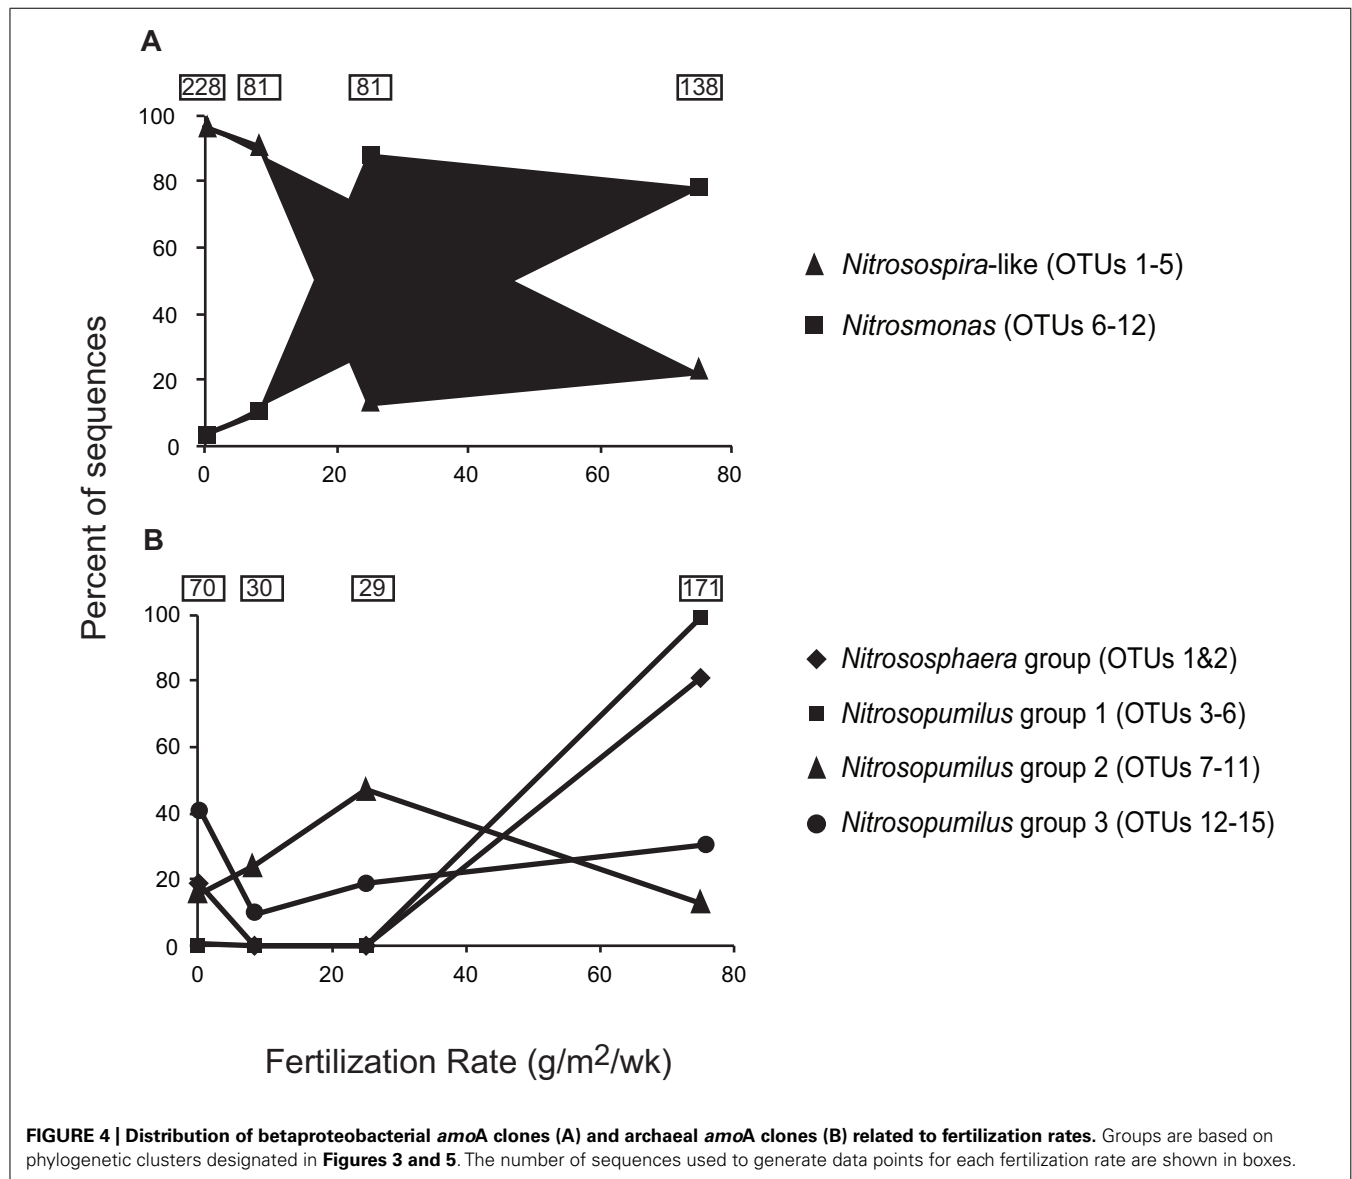 A
228 81 81 138
100
80
60
40
20
0
0 20 40 60 80
Nitrosospira-like (OTUs 1-5)
Nitrosmonas (OTUs 6-12)
Percent of sequences
B
70 30 29 171
100
80
60
40
20
0
0 20 40 60 80
Nitrososphaera group (OTUs 1&2)
Nitrosopumilus group 1 (OTUs 3-6)
Nitrosopumilus group 2 (OTUs 7-11)
Nitrosopumilus group 3 (OTUs 12-15)
Fertilization Rate (g/m2/wk)
FIGURE 4 | Distribution of betaproteobacterial amoA clones (A) and archaeal amoA clones (B) related to fertilization rates. Groups are based on
phylogenetic clusters designated in Figures 3 and 5. The number of sequences used to generate data points for each fertilization rate are shown in boxes.